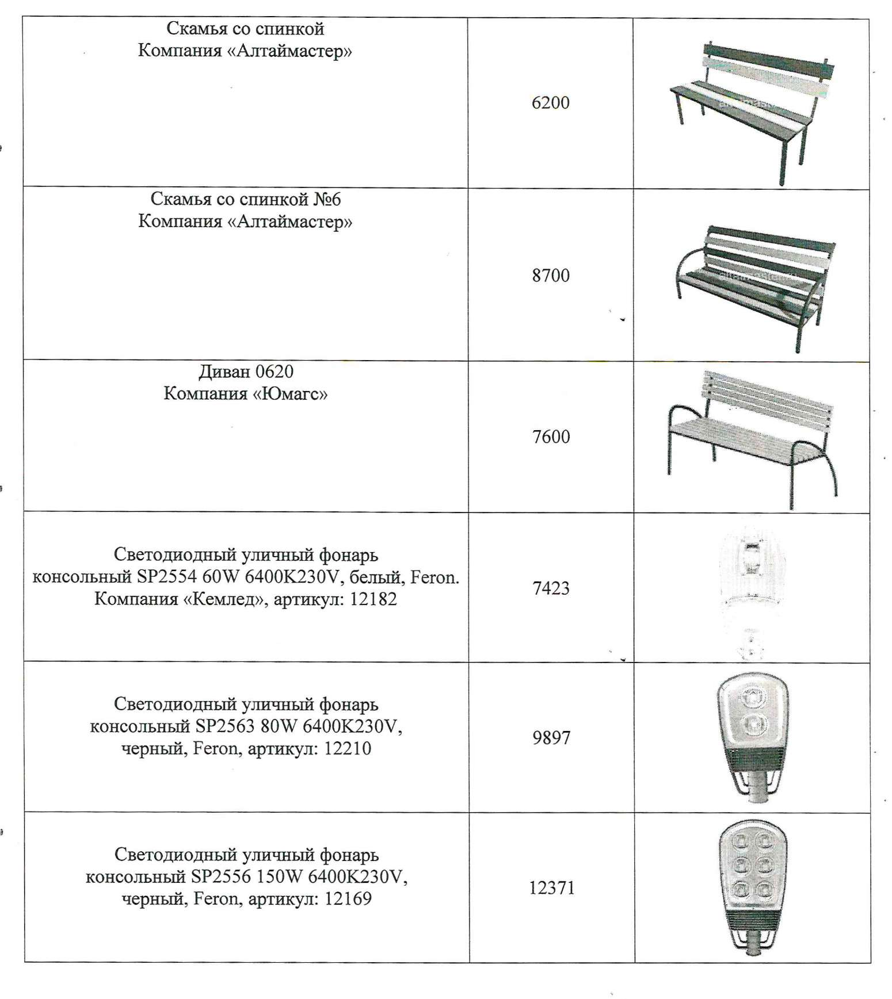 Скамья со спинкой
Компания «Алтаймастер»
6200
Скамья со спинкой №6
Компания «Алтаймастер»
8700
Диван 0620
Компания «Юмагс»
7600
Светодиодный уличный фонарь
консольный SP2554 60W 6400K230V, белый, Feron.
Компания «Кемлед», артикул: 12182
7423
Светодиодный уличный фонарь
консольный SP2563 80W 6400K230V,
черный, Feron, артикул: 12210
9897
Светодиодный уличный фонарь
консольный SP2556 150W 6400K230V,
черный, Feron, артикул: 12169
12371